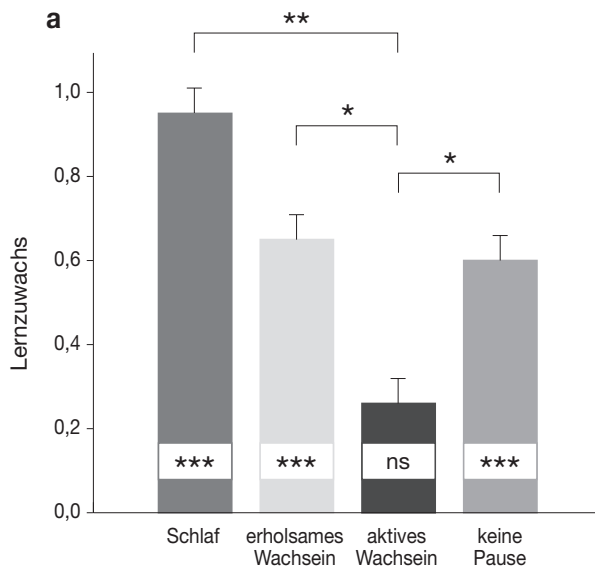 a
**
1,0
*
*
0,8
0,6
Lernzuwachs
0,4
0,2
***
***
ns
***
0,0
Schlaf
erholsames
Wachsein
aktives
Wachsein
keine
Pause